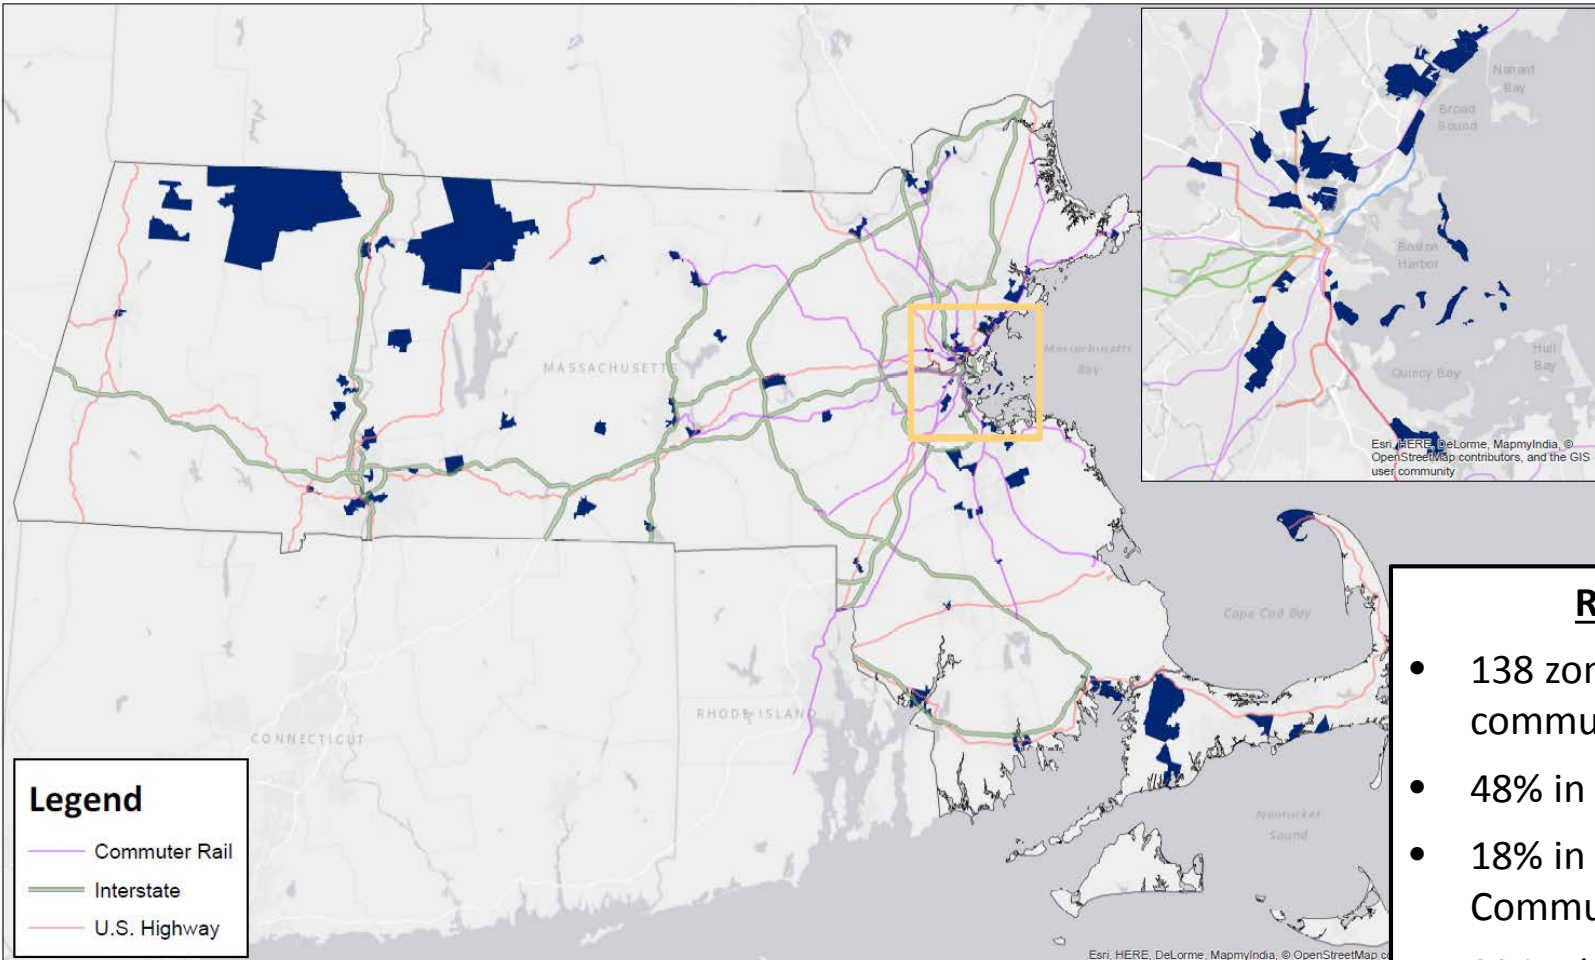 Nahant
Bay
Broad
Sound
Boston
Harbor
Quincy Bay
Hull
Bay
Esri, HERE, DeLorme, MapmyIndia, ©
OpenStreetMap contributors, and the GIS
user community
MASSACHUSETTS
Massachusetts
Bay
Cape Cod Bay
RHODE ISLAND
CONNECTICUT
Nantucket
Sound
Legend
Commuter Rail
Interstate
U.S. Highway
R
• 138 zon
commu
• 48% in
• 18% in
Commu
Esri, HERE, DeLorme, MapmyIndia, © OpenStreetMap c